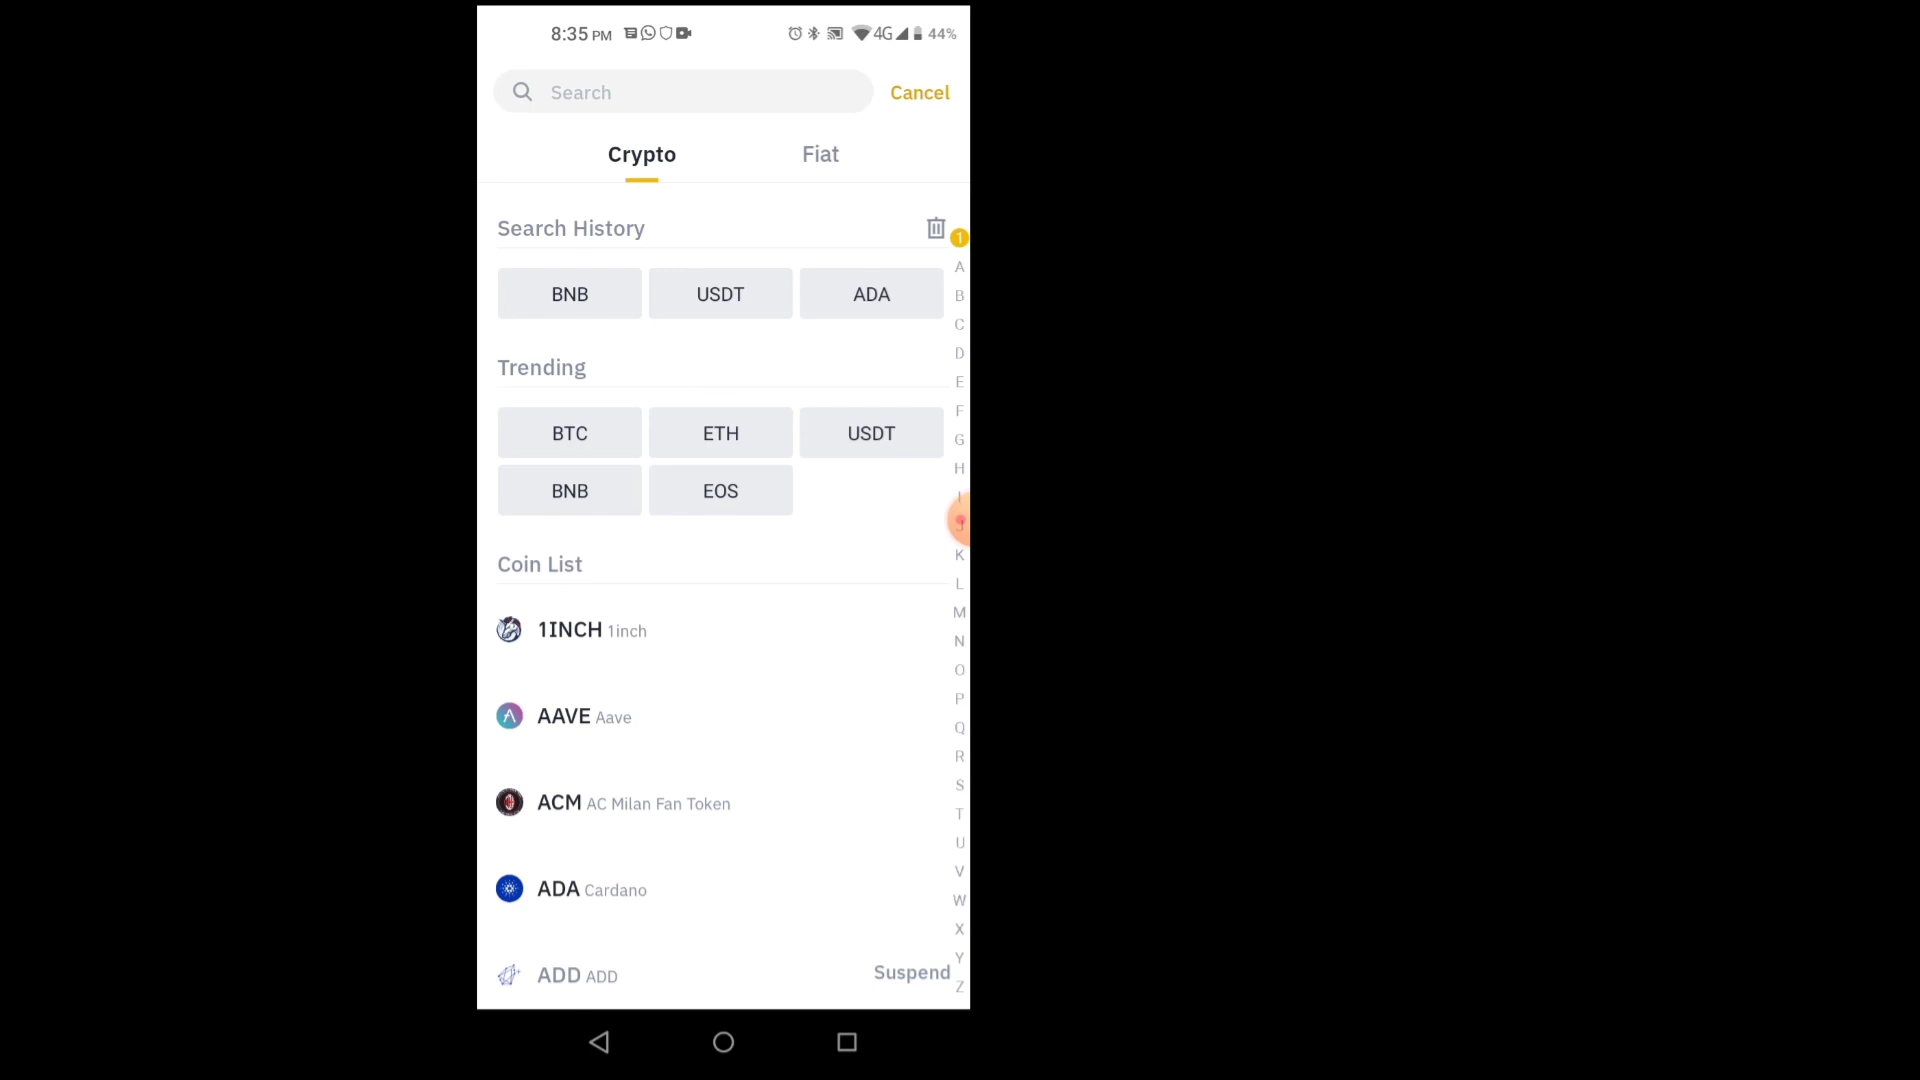 8:35 PM 4G 44%
Search Cancel
Crypto Fiat
Search History
1
BNB USDT ADA
Trending
BTC ETH USDT
BNB EOS
Coin List
1INCH 1inch
AAVE Aave
ACM AC Milan Fan Token
ADA Cardano
ADD ADD Suspend
A
B
C
D
E
F
G
H
I
J
K
L
M
N
O
P
Q
R
S
T
U
V
W
X
Y
Z